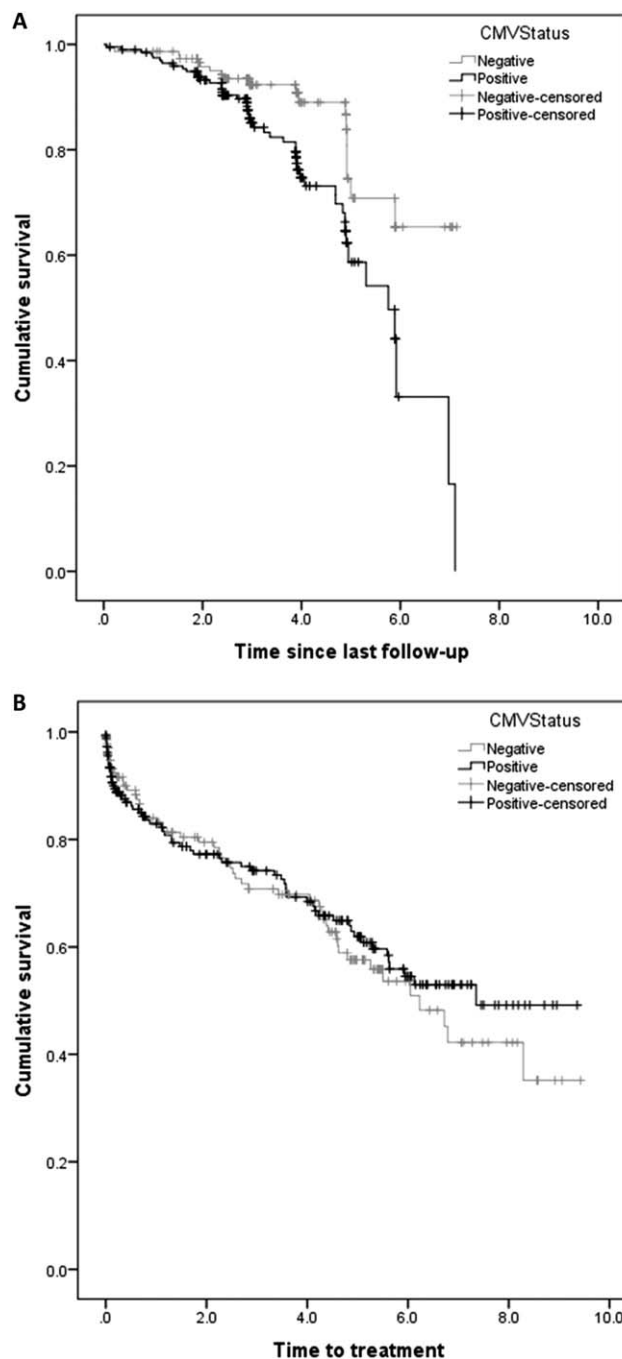 A
CMVStatus
Negative
Positive
Negative-censored
Positive-censored
1.0
0.8
0.6
0.4
0.2
0.0
Cumulative survival
.0 2.0 4.0 6.0 8.0 10.0
Time since last follow-up
B
CMVStatus
Negative
Positive
Negative-censored
Positive-censored
1.0
0.8
0.6
0.4
0.2
0.0
Cumulative survival
.0 2.0 4.0 6.0 8.0 10.0
Time to treatment